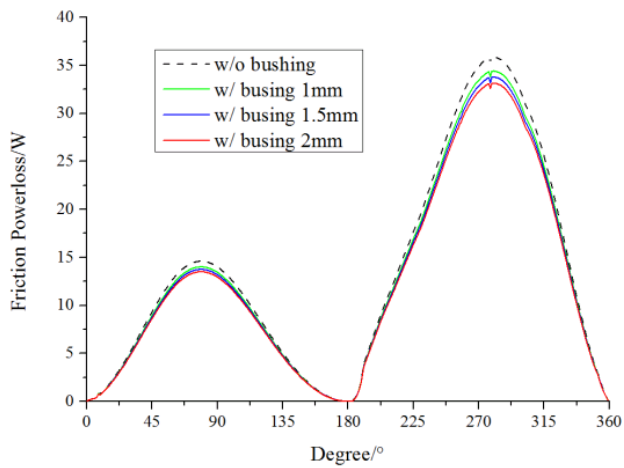 40
35
30
25
20
15
10
5
0
Friction Powerloss/W
w/o bushing
w/ busing 1mm
w/ busing 1.5mm
w/ busing 2mm
0 45 90 135 180 225 270 315 360
Degree/°